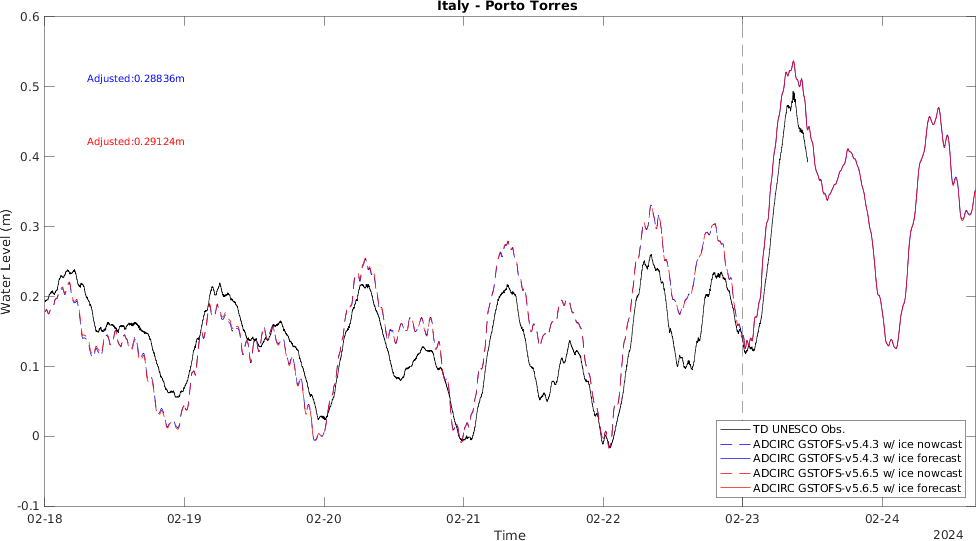 Italy - Porto Torres
0.6
Adjusted:0.28836m
0.5
Adjusted:0.29124m
0.4
0.3
Water Level (m)
0.2
0.1
0
-0.1
TD UNESCO Obs.
ADCIRC GSTOFS-v5.4.3 w/ ice nowcast
ADCIRC GSTOFS-v5.4.3 w/ ice forecast
ADCIRC GSTOFS-v5.6.5 w/ ice nowcast
ADCIRC GSTOFS-v5.6.5 w/ ice forecast
02-18 02-19 02-20 02-21 02-22 02-23 02-24
Time
2024